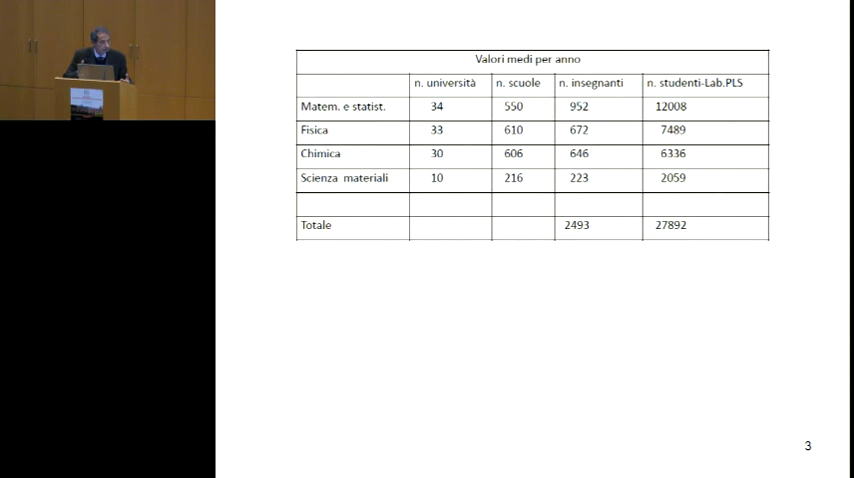 Valori medi per anno
n. università n. scuole n. insegnanti n. studenti-Lab.PLS
Matem. e statist. 34 550 952 12008
Fisica 33 610 672 7489
Chimica 30 606 646 6336
Scienza materiali 10 216 223 2059
Totale 2493 27892
3